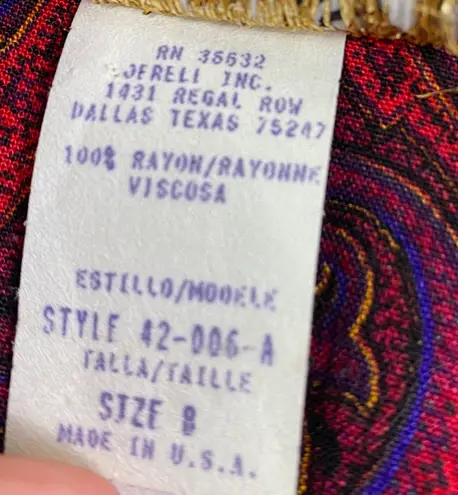 RN 35632
JFRELI INC.
1431 REGAL ROW
DALLAS TEXAS 75247
100% RAYON/RAYONNE
VISCOSA
ESTILLO/MODELE
STYLE 42-006-A
TALLA/TAILLE
SIZE 8
MADE IN U.S.A.